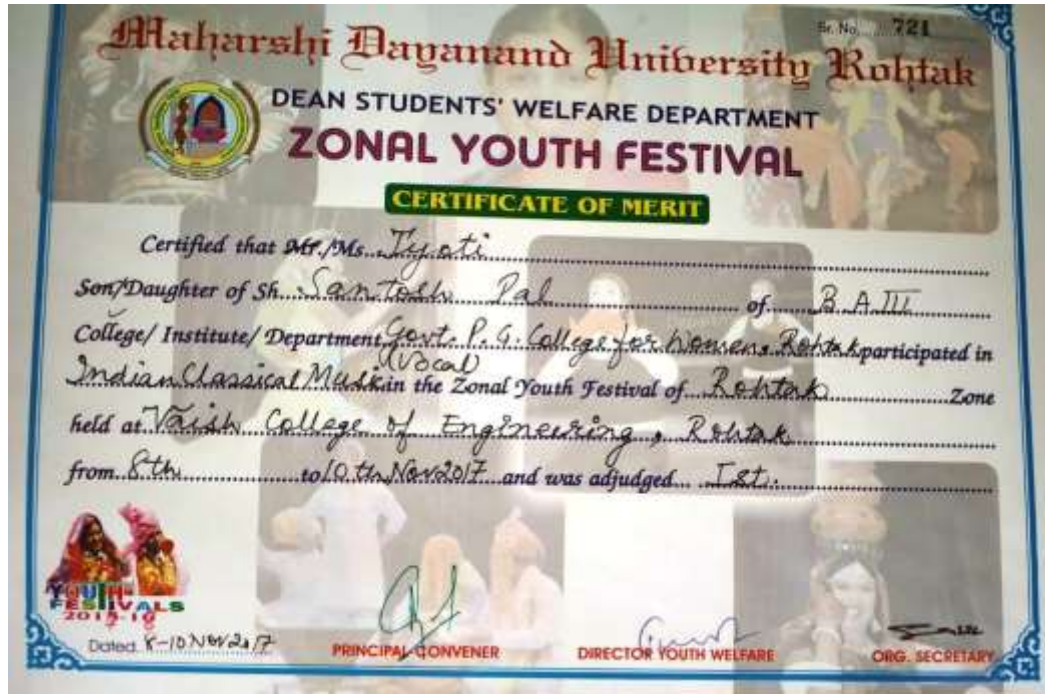 Sr. No. ........ 721
Maharshi Dayanand University Rohtak
DEAN STUDENTS' WELFARE DEPARTMENT
ZONAL YOUTH FESTIVAL
CERTIFICATE OF MERIT
Certified that Mr./Ms. Jyoti
Son/Daughter of Sh. Santosh Pal of B.A III
College/ Institute/ Department Govt. P.G. College for Women, Rohtak participated in
(Vocal)
Indian Classical Music in the Zonal Youth Festival of Rohtak Zone
held at Vaish College of Engineering, Rohtak
from 8th to 10th Nov 2017 and was adjudged Ist.
YOUTH
FESTIVALS
Dated: 8-10 Nov 2017
PRINCIPAL CONVENER
DIRECTOR YOUTH WELFARE
ORG. SECRETARY